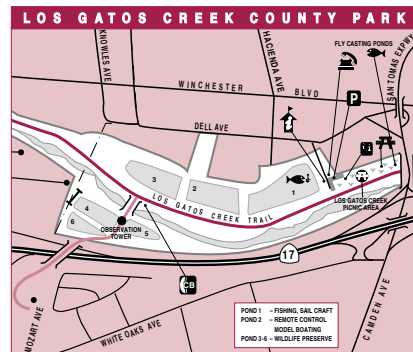 LOS GATOS CREEK COUNTY PARK
FLY CASTING PONDS
KNOWLES AVE
HACIENDA AVE
SAN TOMAS EXPWY
WINCHESTER BLVD
P
DELL AVE
3
2
1
LOS GATOS CREEK TRAIL
LOS GATOS CREEK
PICNIC AREA
4
6
5
OBSERVATION
TOWER
17
CB
MOZART AVE
WHITE OAKS AVE
CAMDEN AVE
POND 1 – FISHING, SAIL CRAFT
POND 2 – REMOTE CONTROL
MODEL BOATING
POND 3-6 – WILDLIFE PRESERVE